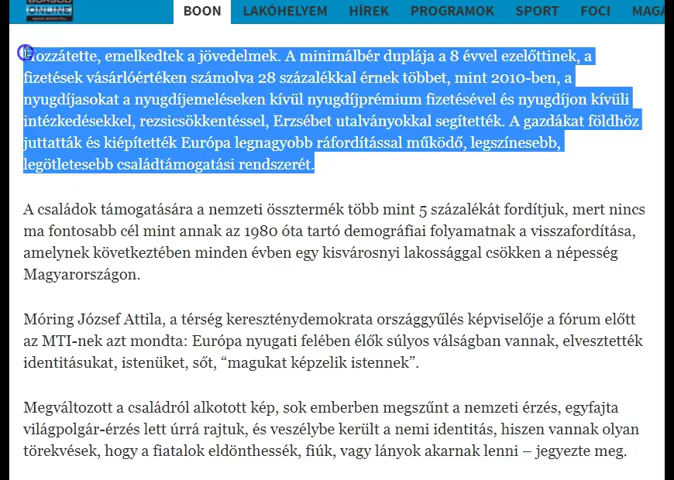 BORSOD
ONLINE
BOON LAKÓHELYEM HÍREK PROGRAMOK SPORT FOCI MAGA
Hozzátette, emelkedtek a jövedelmek. A minimálbér duplája a 8 évvel ezelőttinek, a
fizetések vásárlóértéken számolva 28 százalékkal érnek többet, mint 2010-ben, a
nyugdíjasokat a nyugdíjemeléseken kívül nyugdíjprémium fizetésével és nyugdíjon kívüli
intézkedésekkel, rezsicsökkentéssel, Erzsébet utalványokkal segítették. A gazdákat földhöz
juttatták és kiépítették Európa legnagyobb ráfordítással működő, legszínesebb,
legötletesebb családtámogatási rendszerét.
A családok támogatására a nemzeti össztermék több mint 5 százalékát fordítjuk, mert nincs
ma fontosabb cél mint annak az 1980 óta tartó demográfiai folyamatnak a visszafordítása,
amelynek következtében minden évben egy kisvárosnyi lakossággal csökken a népesség
Magyarországon.
Móring József Attila, a térség kereszténydemokrata országgyűlés képviselője a fórum előtt
az MTI-nek azt mondta: Európa nyugati felében élők súlyos válságban vannak, elvesztették
identitásukat, istenüket, sőt, “magukat képzelik istennek”.
Megváltozott a családról alkotott kép, sok emberben megszűnt a nemzeti érzés, egyfajta
világpolgár-érzés lett úrrá rajtuk, és veszélybe került a nemi identitás, hiszen vannak olyan
törekvések, hogy a fiatalok eldönthessék, fiúk, vagy lányok akarnak lenni – jegyezte meg.